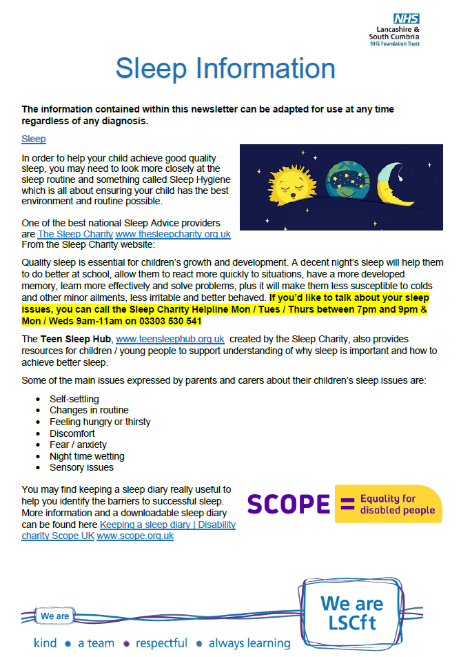 NHS
Lancashire &
South Cumbria
NHS Foundation Trust
Sleep Information
The information contained within this newsletter can be adapted for use at any time
regardless of any diagnosis.
Sleep
In order to help your child achieve good quality
sleep, you may need to look more closely at the
sleep routine and something called Sleep Hygiene
which is all about ensuring your child has the best
environment and routine possible.
One of the best national Sleep Advice providers
are The Sleep Charity www.thesleepcharity.org.uk
From the Sleep Charity website:
Quality sleep is essential for children's growth and development. A decent night's sleep will help them
to do better at school, allow them to react more quickly to situations, have a more developed
memory, learn more effectively and solve problems, plus it will make them less susceptible to colds
and other minor ailments, less irritable and better behaved. If you'd like to talk about your sleep
issues, you can call the Sleep Charity Helpline Mon / Tues / Thurs between 7pm and 9pm &
Mon / Weds 9am-11am on 03303 530 541
The Teen Sleep Hub, www.teensleephub.org.uk created by the Sleep Charity, also provides
resources for children / young people to support understanding of why sleep is important and how to
achieve better sleep.
Some of the main issues expressed by parents and carers about their children's sleep issues are:
• Self-settling
• Changes in routine
• Feeling hungry or thirsty
• Discomfort
• Fear / anxiety
• Night time wetting
• Sensory issues
You may find keeping a sleep diary really useful to
help you identify the barriers to successful sleep.
More information and a downloadable sleep diary
can be found here Keeping a sleep diary | Disability
charity Scope UK www.scope.org.uk
SCOPE = Equality for
disabled people
We are
kind • a team • respectful • always learning
We are
LSCft